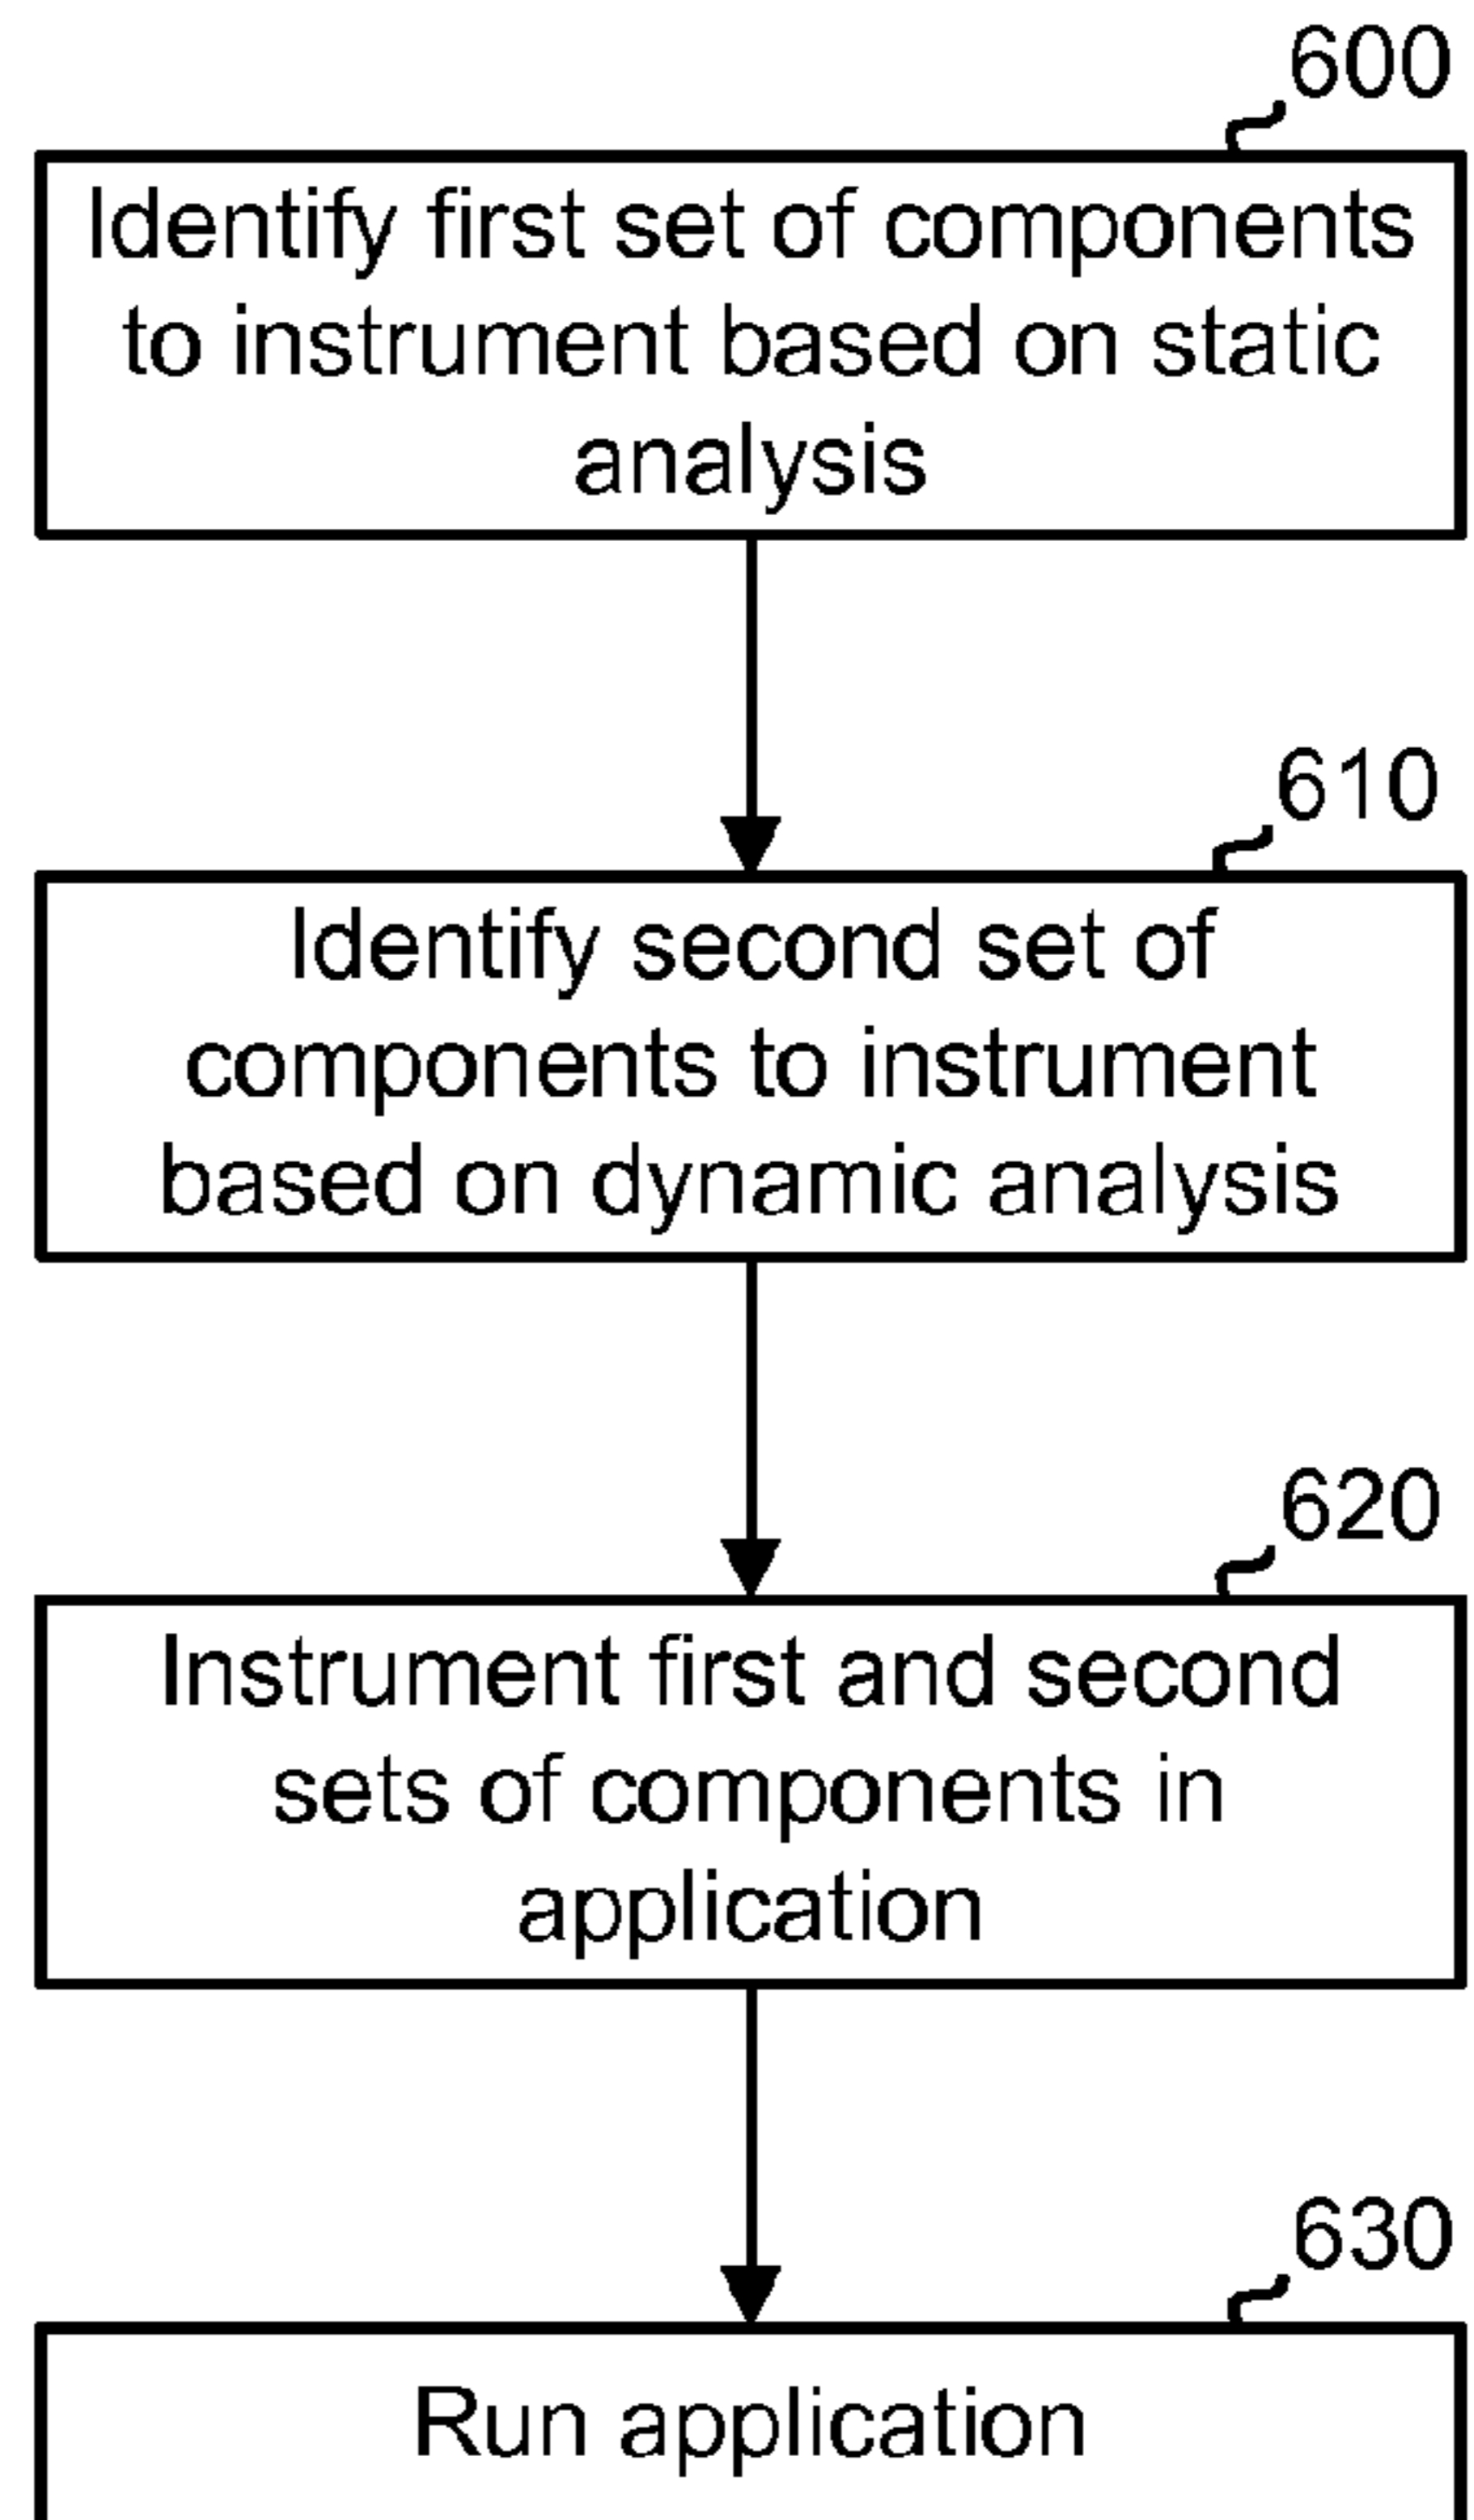 600
Identify first set of components
to instrument based on static
analysis
610
Identify second set of
components to instrument
based on dynamic analysis
620
Instrument first and second
sets of components in
application
630
Run application